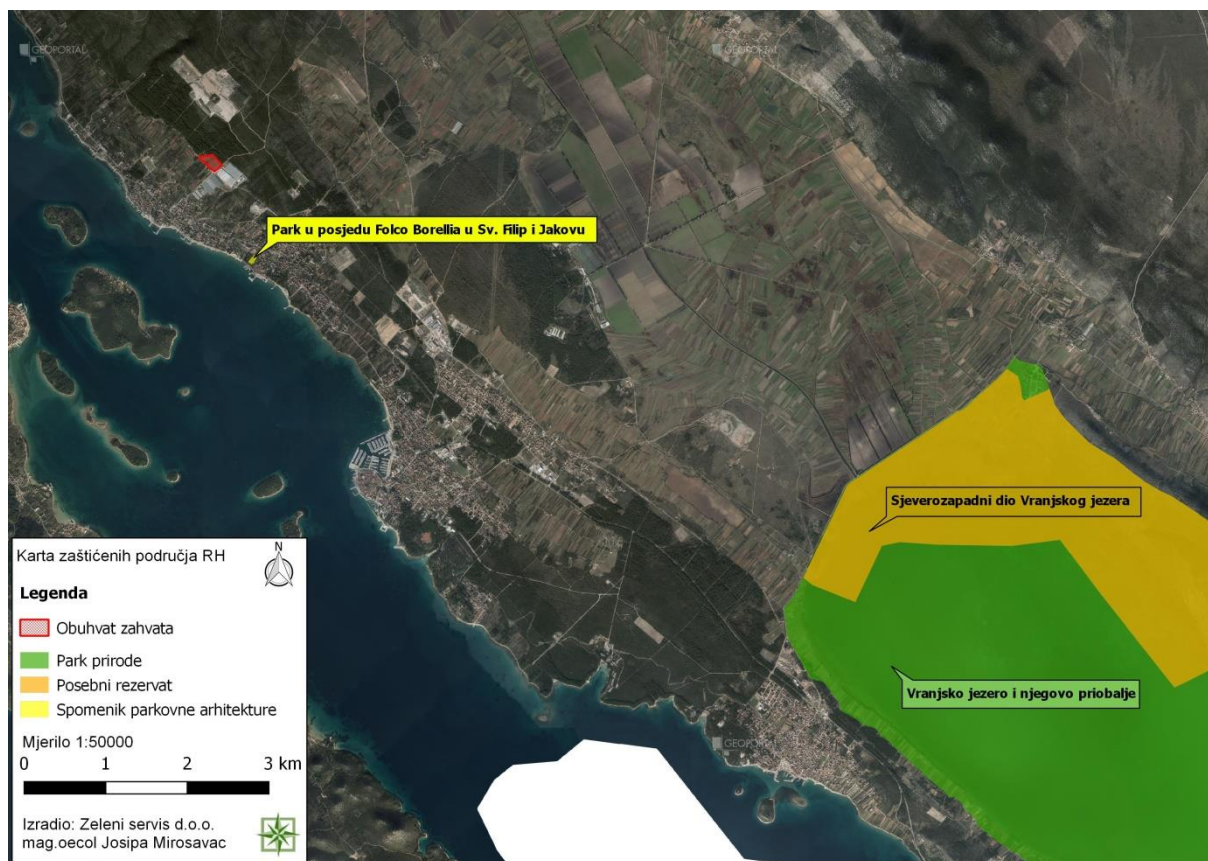 GEOPORTAL
GEOPORTAL
Park u posjedu Folco Borellia u Sv. Filip i Jakovu
Sjeverozapadni dio Vranjskog jezera
Vranjsko jezero i njegovo priobalje
GEOPORTAL
Karta zaštićenih područja RH
N
Legenda
Obuhvat zahvata
Park prirode
Posebni rezervat
Spomenik parkovne arhitekture
Mjerilo 1:50000
0 1 2 3 km
Izradio: Zeleni servis d.o.o.
mag.oecol Josipa Mirosavac